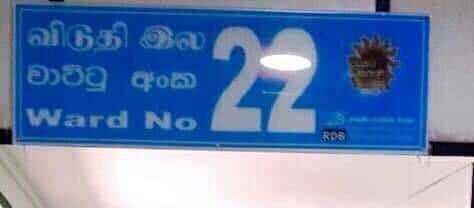 விடுதி இல
වාට්ටු අංක
Ward No
22
RDB